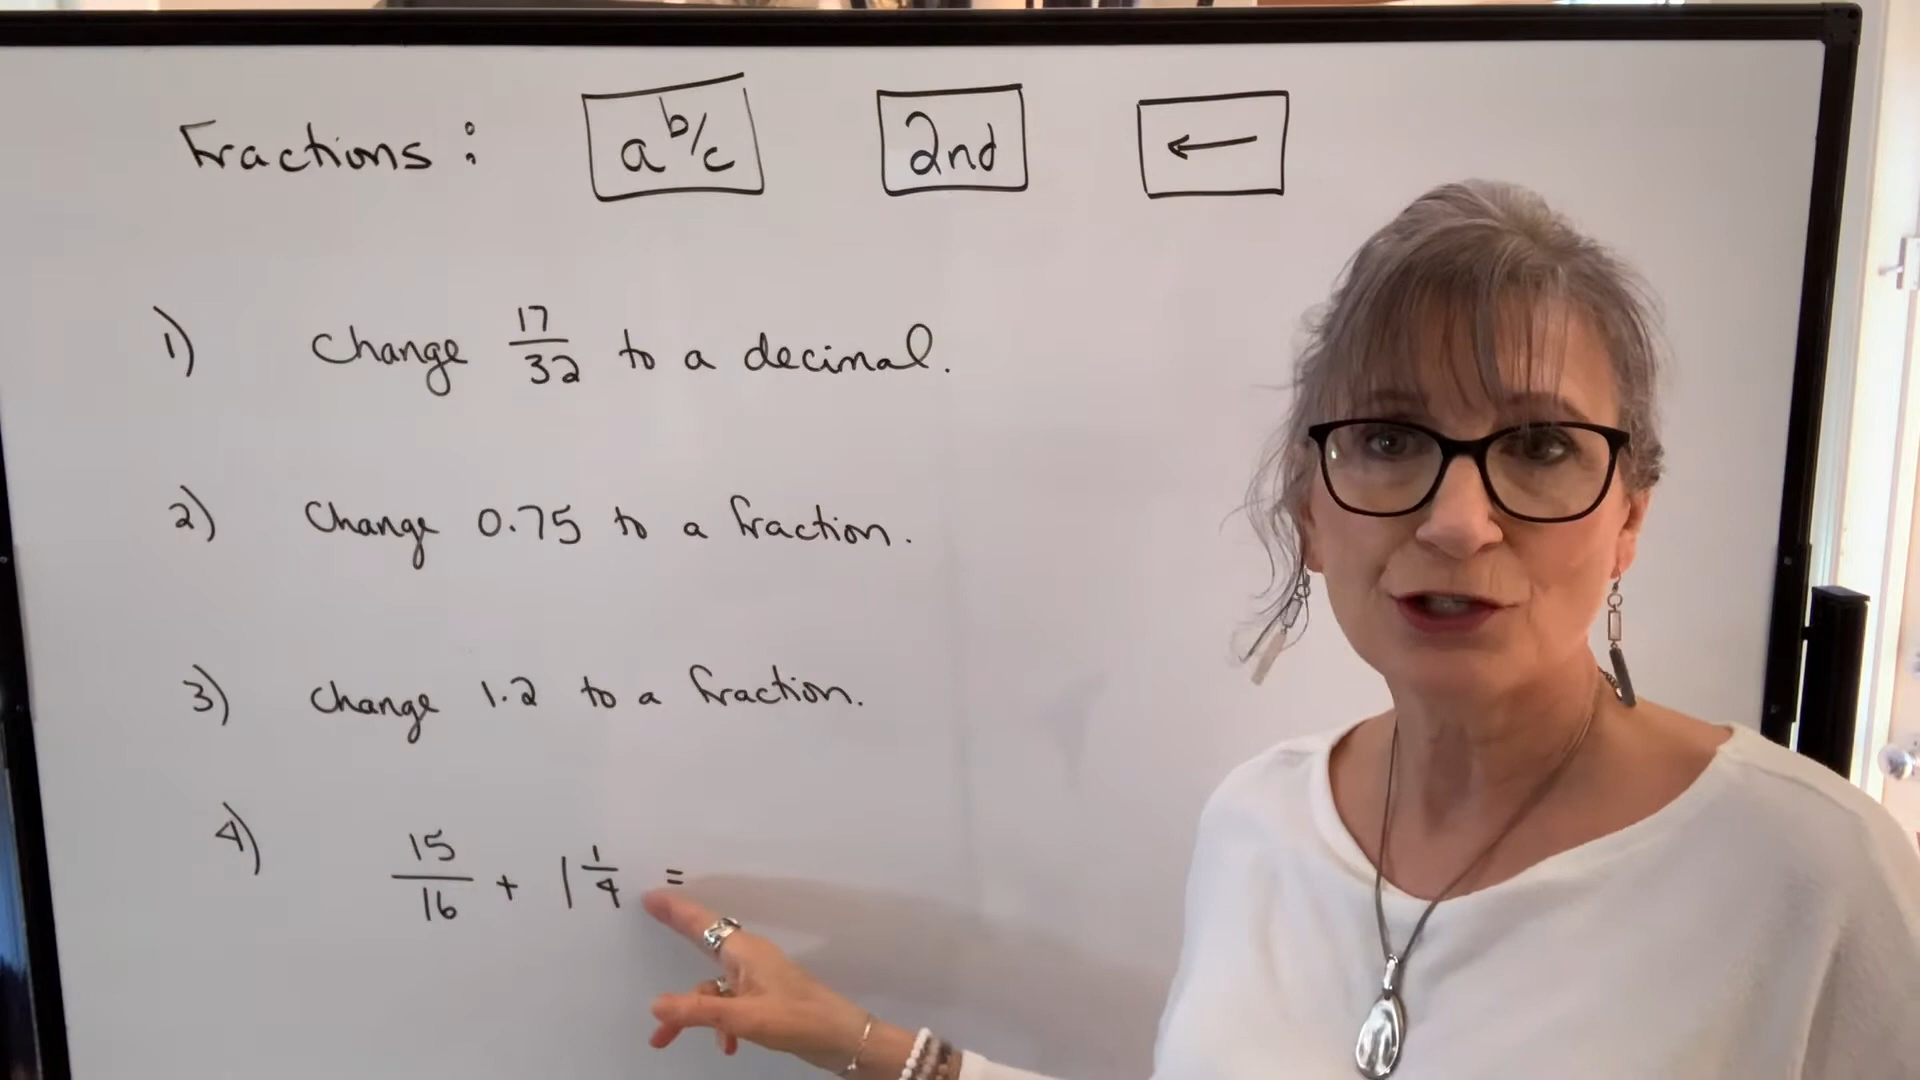 Fractions: a b/c 2nd ←
1) Change 17/32 to a decimal.
2) Change 0.75 to a fraction.
3) Change 1.2 to a fraction.
4) 15/16 + 1 1/4 =